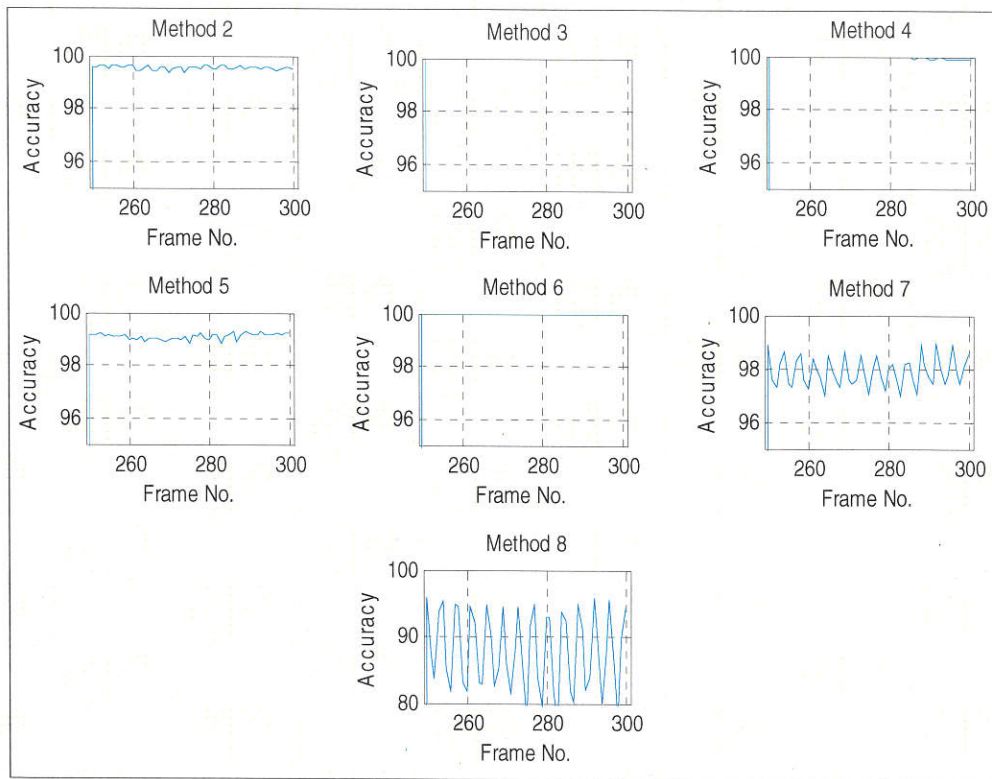 Method 2
100
98
96
Accuracy
260
280
300
Frame No.
Method 3
100
98
96
Accuracy
260
280
300
Frame No.
Method 4
100
98
96
Accuracy
260
280
300
Frame No.
Method 5
100
98
96
Accuracy
260
280
300
Frame No.
Method 6
100
98
96
Accuracy
260
280
300
Frame No.
Method 7
100
98
96
Accuracy
260
280
300
Frame No.
Method 8
100
90
80
Accuracy
260
280
300
Frame No.